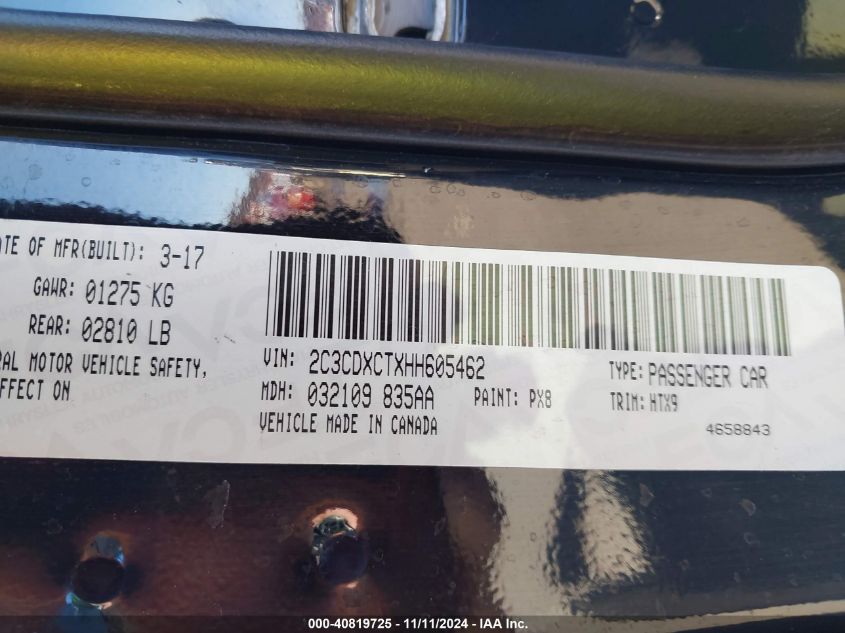 ATE OF MFR(BUILT): 3-17
GAWR: 01275 KG
REAR: 02810 LB
RAL MOTOR VEHICLE SAFETY,
EFFECT ON
VIN: 2C3CDXCTXHH605462
MDH: 032109 835AA PAINT: PX8
VEHICLE MADE IN CANADA
TYPE: PASSENGER CAR
TRIM: HTX9
4658843
000-40819725 - 11/11/2024 - © IAA Inc.